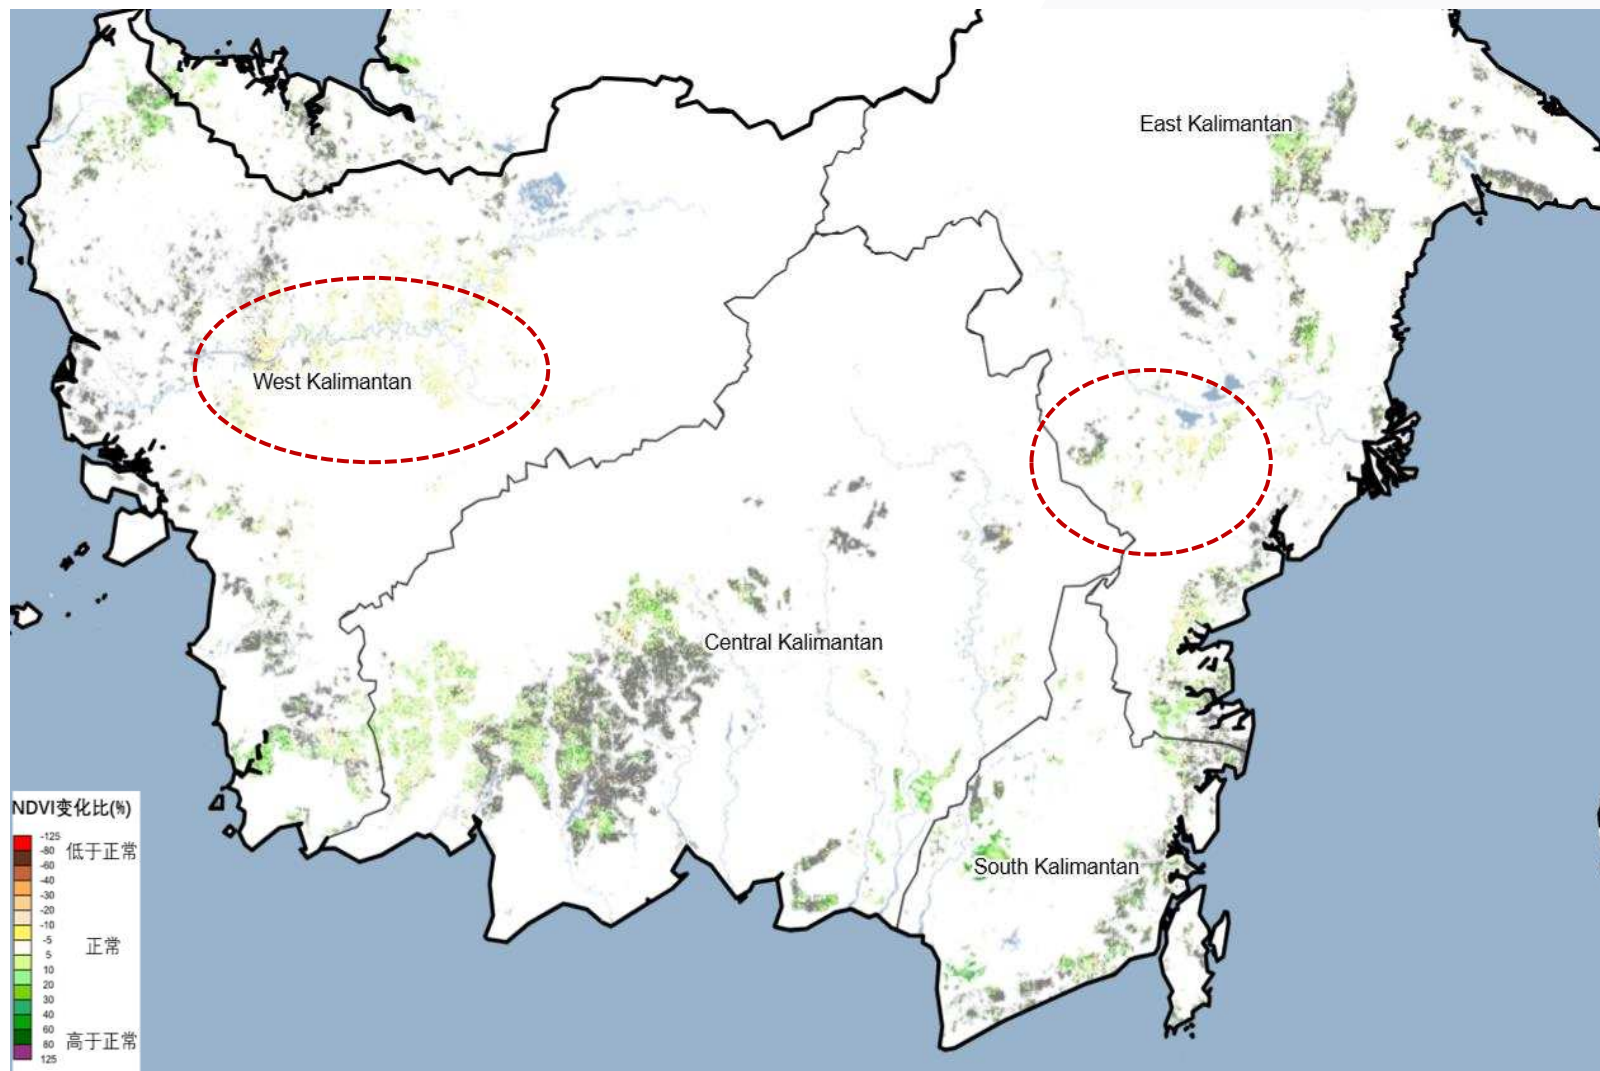 East Kalimantan
West Kalimantan
Central Kalimantan
South Kalimantan
NDVI变化比(%)
-125
-80
-60
-40
-30
-20
-10
-5
5
10
20
30
40
60
80
125
低于正常
正常
高于正常